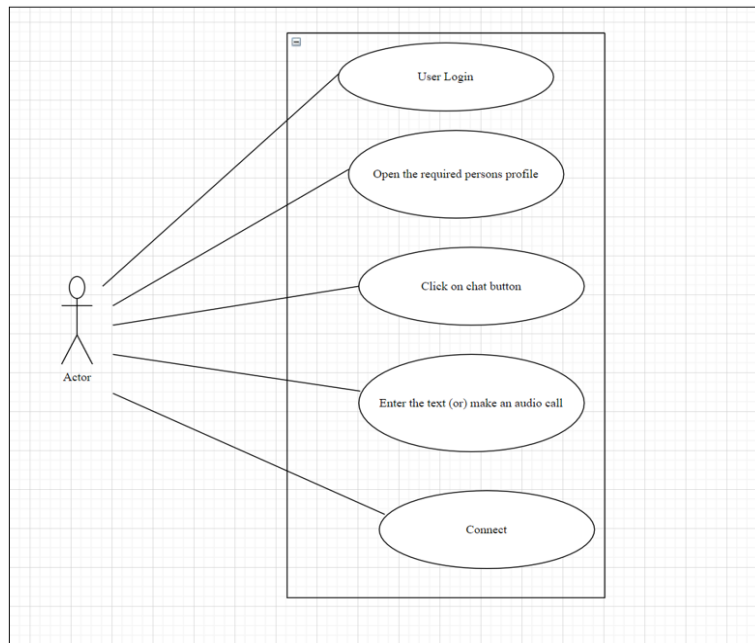 User Login
Open the required persons profile
Click on chat button
Actor
Enter the text (or) make an audio call
Connect